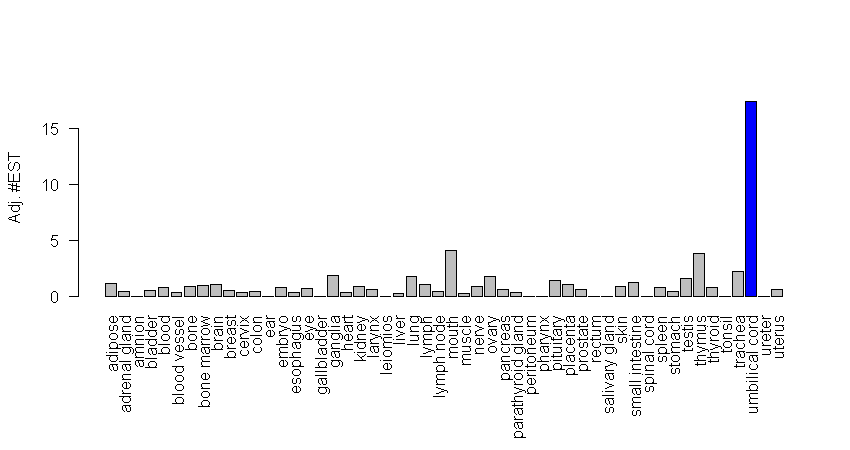 Adj. #EST
15
10
5
0
adipose
adrenal gland
amnion
bladder
blood
blood vessel
bone
bone marrow
brain
breast
cervix
colon
ear
embryo
esophagus
eye
gallbladder
ganglia
heart
kidney
larynx
leiomios
liver
lung
lymph
lymph node
mouth
muscle
nerve
ovary
pancreas
parathyroid gland
peritoneum
pharynx
pituitary
placenta
prostate
rectum
salivary gland
skin
small intestine
spinal cord
spleen
stomach
testis
thymus
thyroid
tonsil
trachea
umbilical cord
ureter
uterus